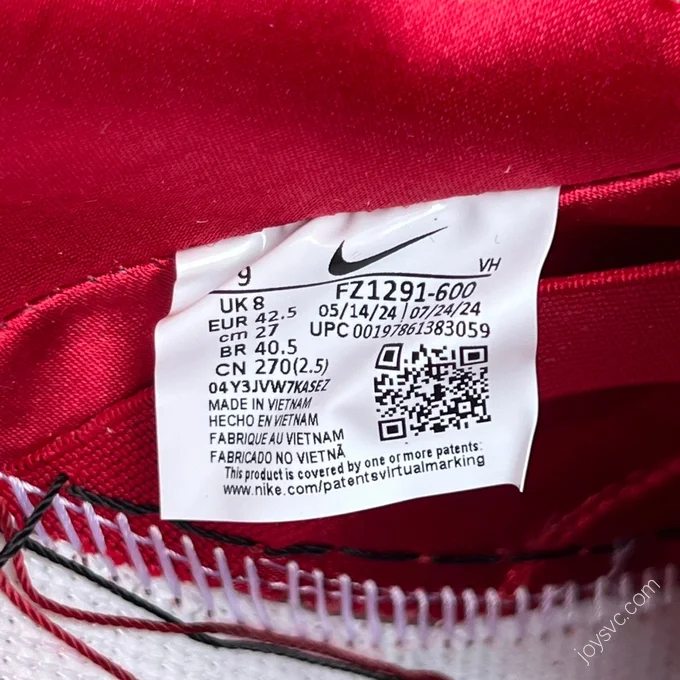 9
VH
UK 8
FZ1291-600
EUR 42.5
05/14/24 | 07/24/24
cm 27
UPC 00197861383059
BR 40.5
CN 270(2.5)
04Y3JVW7KASEZ
MADE IN VIETNAM
HECHO EN VIETNAM
FABRIQUE AU VIETNAM
FABRICADO NO VIETNÃ
This product is covered by one or more patents:
www.nike.com/patentsvirtualmarking
joysvc.com